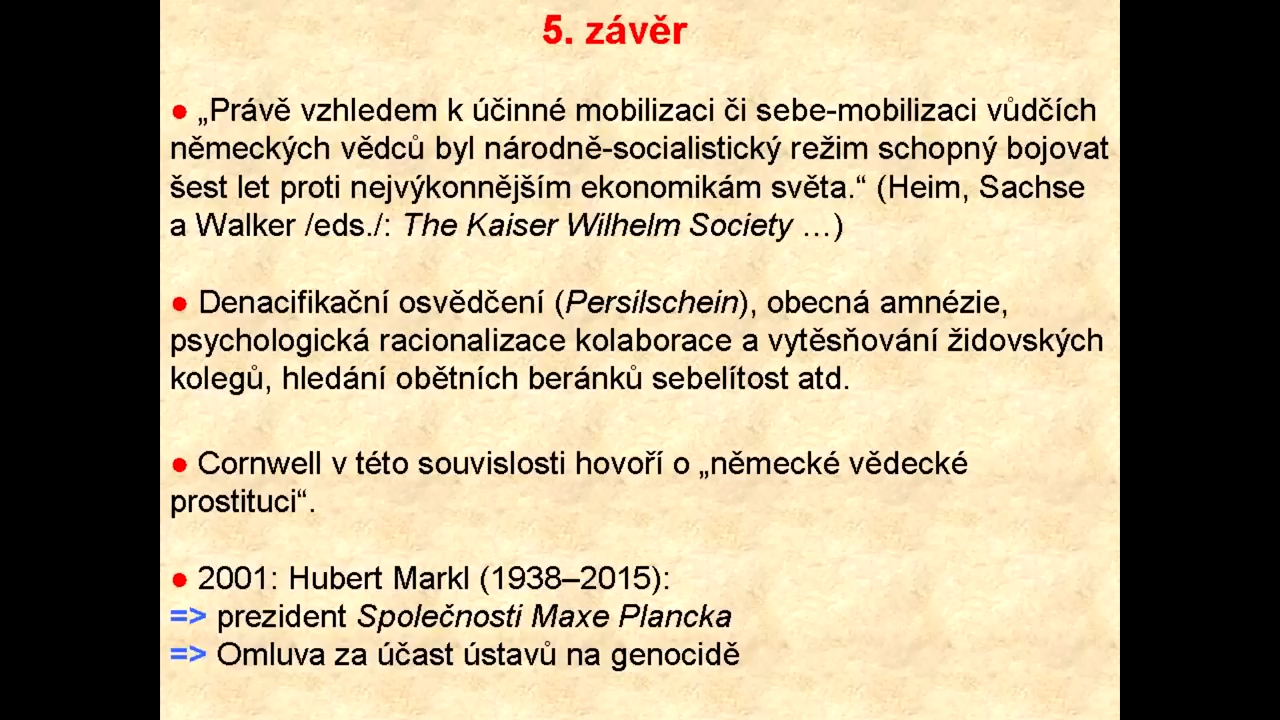 5. závěr
● „Právě vzhledem k účinné mobilizaci či sebe-mobilizaci vůdčích
německých vědců byl národně-socialistický režim schopný bojovat
šest let proti nejvýkonnějším ekonomikám světa.“ (Heim, Sachse
a Walker /eds./: The Kaiser Wilhelm Society …)
● Denacifikační osvědčení (Persilschein), obecná amnézie,
psychologická racionalizace kolaborace a vytěsňování židovských
kolegů, hledání obětních beránků sebelítost atd.
● Cornwell v této souvislosti hovoří o „německé vědecké
prostituci“.
● 2001: Hubert Markl (1938–2015):
=> prezident Společnosti Maxe Plancka
=> Omluva za účast ústavů na genocidě